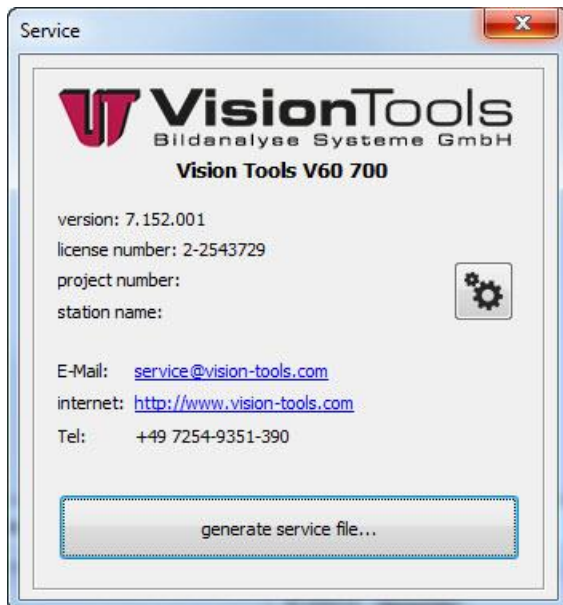 Service
VisionTools
Bildanalyse Systeme GmbH
Vision Tools V60 700
version: 7.152.001
license number: 2-2543729
project number:
station name:
E-Mail: service@vision-tools.com
internet: http://www.vision-tools.com
Tel: +49 7254-9351-390
generate service file...